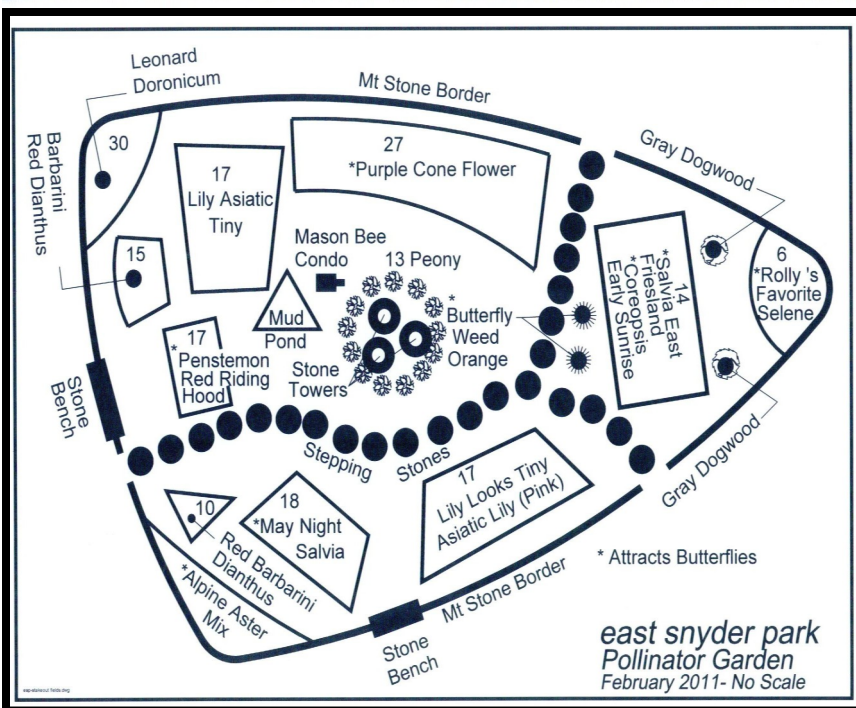 Leonard
Doronicum
Mt Stone Border
Barbarini
Red Dianthus
30
17
Lily Asiatic
Tiny
27
*Purple Cone Flower
Gray Dogwood
15
Mason Bee
Condo
13 Peony
Mud
Pond
*
Butterfly
Weed
Orange
14
*Salvia East
Friesland
*Coreopsis
Early Sunrise
6
*Rolly 's
Favorite
Selene
17
*Penstemon
Red Riding
Hood
Stone
Towers
Stone
Bench
Stepping
Stones
Gray Dogwood
10
Red Barbarini
Dianthus
18
*May Night
Salvia
17
Lily Looks Tiny
Asiatic Lily (Pink)
*Alpine Aster
Mix
Stone
Bench
Mt Stone Border
* Attracts Butterflies
east snyder park
Pollinator Garden
February 2011- No Scale